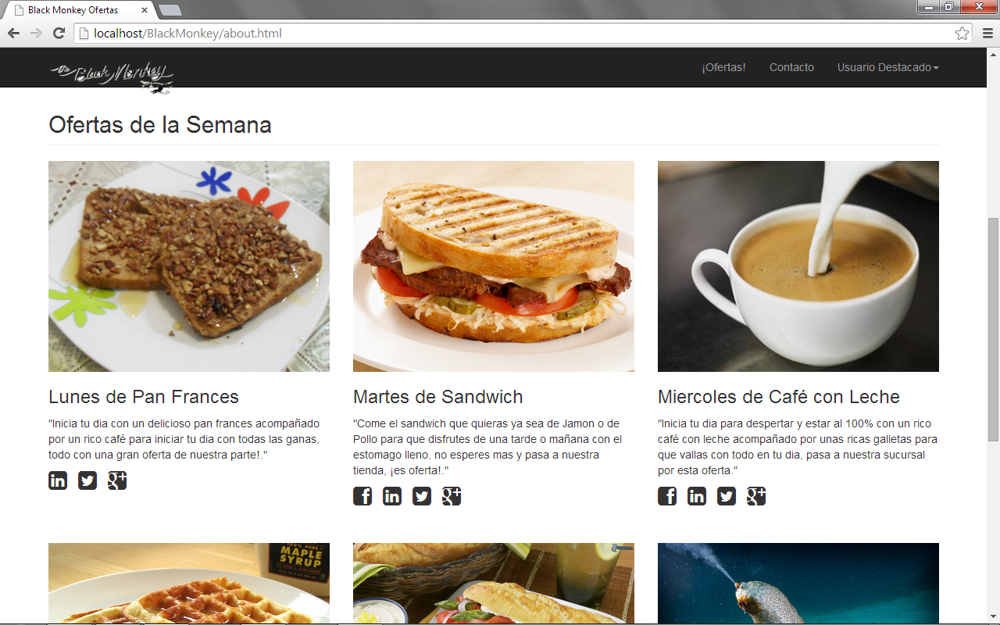 Black Monkey Ofertas
localhost/BlackMonkey/about.html
the Black Monkey
¡Ofertas!
Contacto
Usuario Destacado
Ofertas de la Semana
Lunes de Pan Frances
"Inicia tu dia con un delicioso pan frances acompañado
por un rico café para iniciar tu dia con todas las ganas,
todo con una gran oferta de nuestra parte!."
Martes de Sandwich
"Come el sandwich que quieras ya sea de Jamon o de
Pollo para que disfrutes de una tarde o mañana con el
estomago lleno, no esperes mas y pasa a nuestra
tienda, ¡es oferta!."
Miercoles de Café con Leche
"Inicia tu dia para despertar y estar al 100% con un rico
café con leche acompañado por unas ricas galletas para
que vallas con todo en tu dia, pasa a nuestra sucursal
por esta oferta."
100% PURE
MAPLE
SYRUP